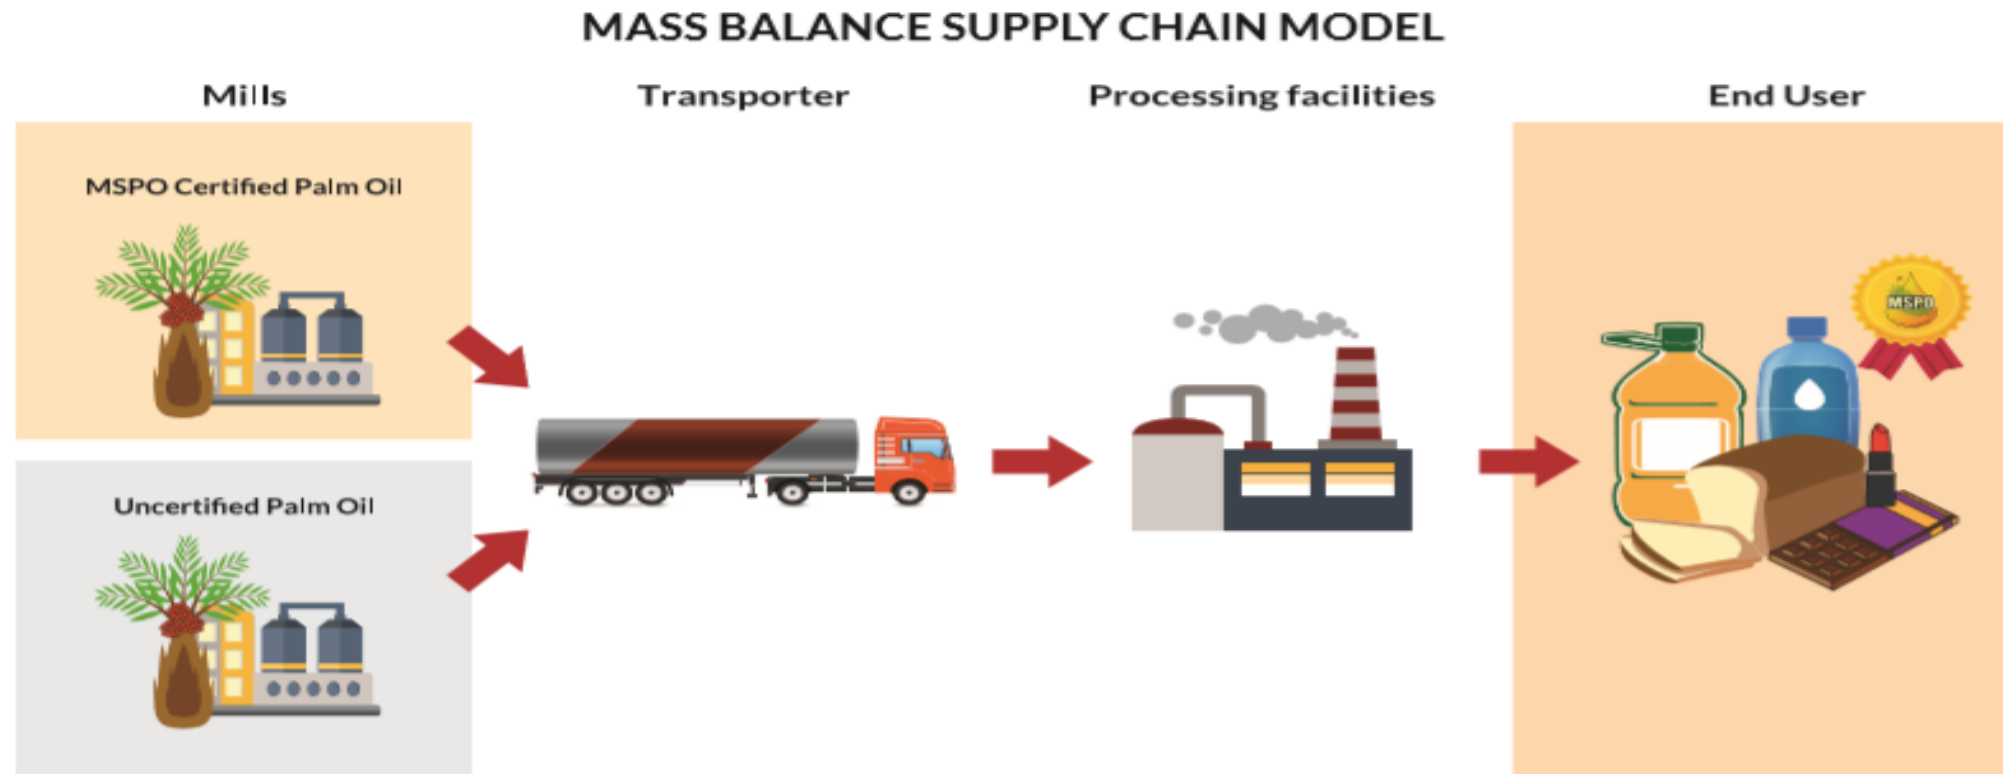 MASS BALANCE SUPPLY CHAIN MODEL
Mills
Transporter
Processing facilities
End User
MSPO Certified Palm Oil
MSPO
Uncertified Palm Oil